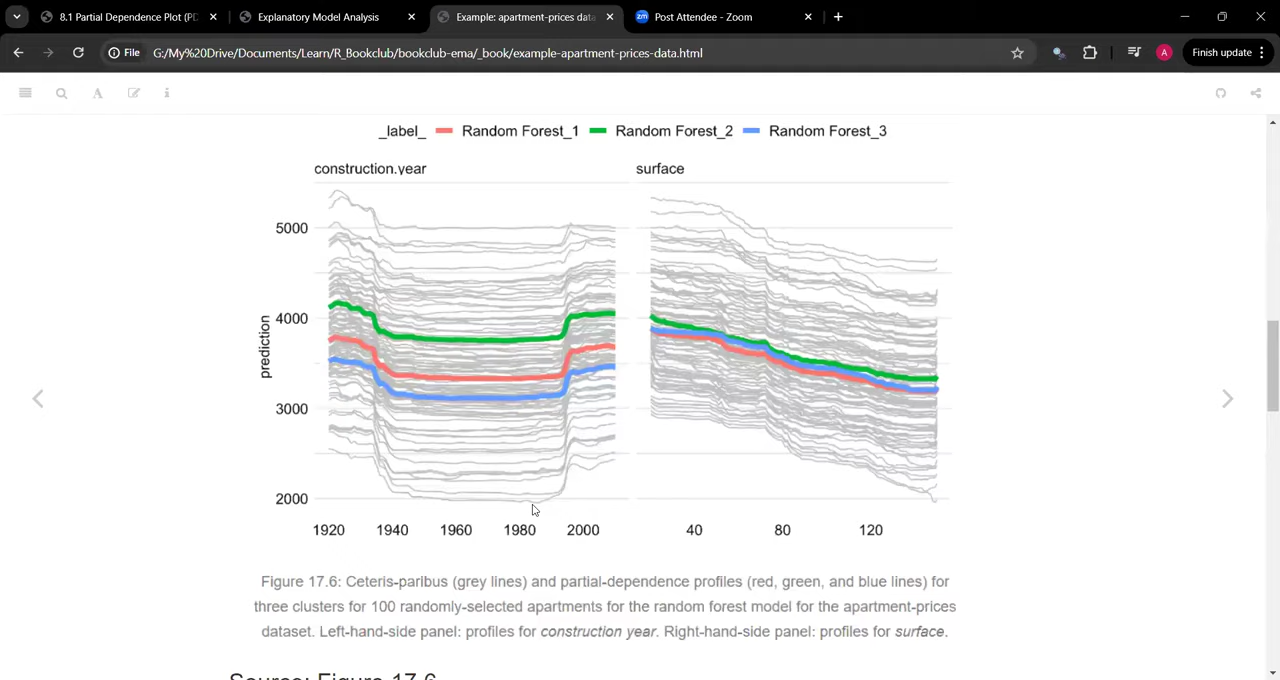 8.1 Partial Dependence Plot (PD
Explanatory Model Analysis
Example: apartment-prices data
zm
Post Attendee - Zoom
File
G:/My%20Drive/Documents/Learn/R_Bookclub/bookclub-ema/_book/example-apartment-prices-data.html
A
Finish update
A
i
_label_ Random Forest_1 Random Forest_2 Random Forest_3
construction.year
surface
5000
4000
3000
2000
prediction
1920 1940 1960 1980 2000
40 80 120
Figure 17.6: Ceteris-paribus (grey lines) and partial-dependence profiles (red, green, and blue lines) for
three clusters for 100 randomly-selected apartments for the random forest model for the apartment-prices
dataset. Left-hand-side panel: profiles for construction year. Right-hand-side panel: profiles for surface.
Source: Figure 17.6